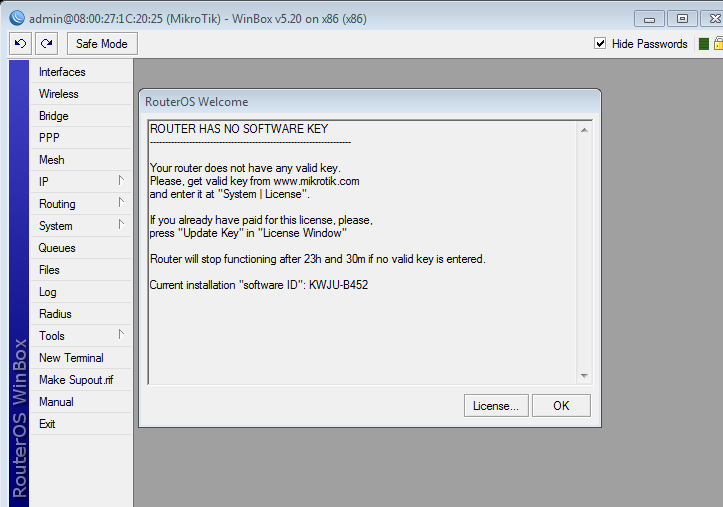 admin@08:00:27:1C:20:25 (MikroTik) - WinBox v5.20 on x86 (x86)
Safe Mode
Hide Passwords
Interfaces
Wireless
Bridge
PPP
Mesh
IP
Routing
System
Queues
Files
Log
Radius
Tools
New Terminal
Make Supout.rif
Manual
Exit
RouterOS WinBox
RouterOS Welcome
ROUTER HAS NO SOFTWARE KEY
----------------------------------------------------------------
Your router does not have any valid key.
Please, get valid key from www.mikrotik.com
and enter it at "System | License".
If you already have paid for this license, please,
press "Update Key" in "License Window"
Router will stop functioning after 23h and 30m if no valid key is entered.
Current installation "software ID": KWJU-B452
License...
OK